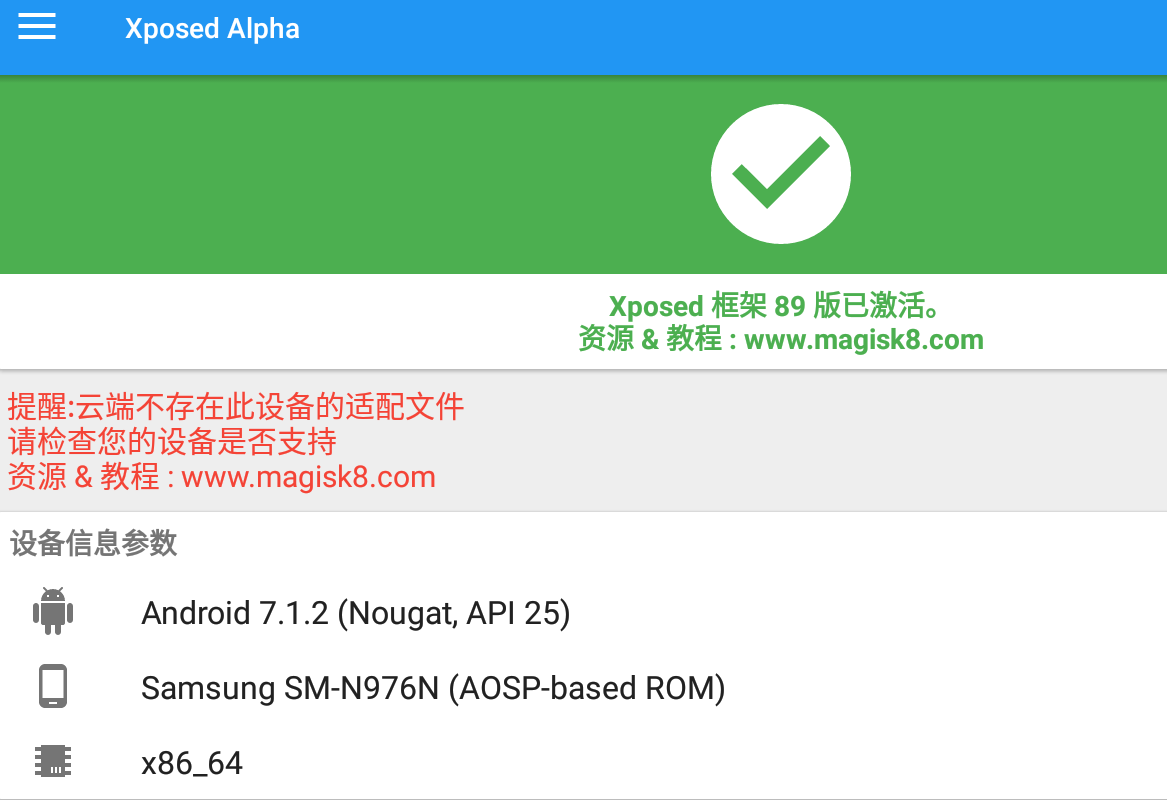 Xposed Alpha
Xposed 框架 89 版已激活。
资源 & 教程 : www.magisk8.com
提醒:云端不存在此设备的适配文件
请检查您的设备是否支持
资源 & 教程 : www.magisk8.com
设备信息参数
Android 7.1.2 (Nougat, API 25)
Samsung SM-N976N (AOSP-based ROM)
x86_64